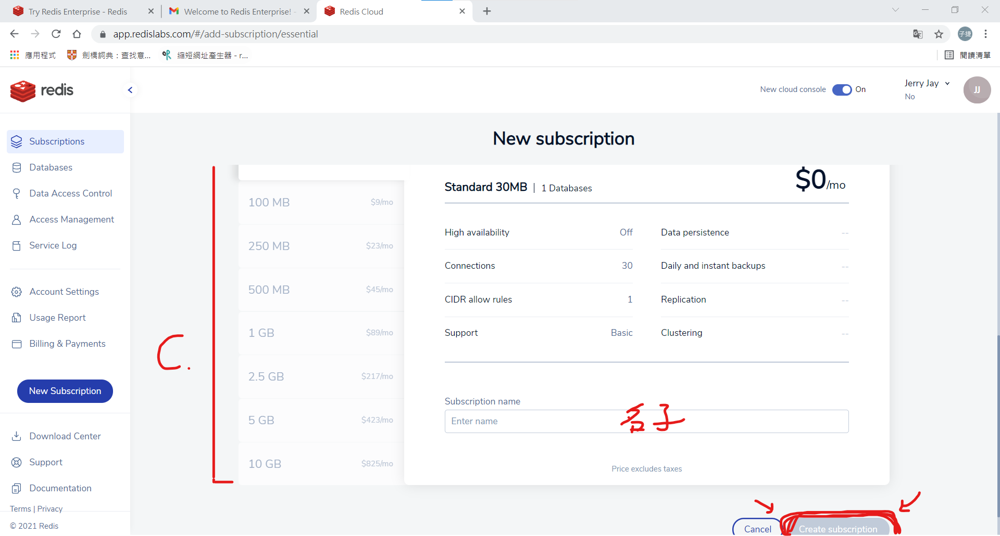 Try Redis Enterprise - Redis
Welcome to Redis Enterprise! -
Redis Cloud
app.redislabs.com/#/add-subscription/essential
子捷
應用程式
劍橋詞典：查找意...
縮短網址產生器 - r...
閱讀清單
redis
New cloud console
On
Jerry Jay
No
JJ
Subscriptions
Databases
Data Access Control
Access Management
Service Log
Account Settings
Usage Report
Billing & Payments
New Subscription
Download Center
Support
Documentation
Terms | Privacy
© 2021 Redis
New subscription
C.
100 MB $9/mo
250 MB $23/mo
500 MB $45/mo
1 GB $89/mo
2.5 GB $217/mo
5 GB $423/mo
10 GB $825/mo
Standard 30MB | 1 Databases
$0/mo
High availability Off
Data persistence --
Connections 30
Daily and instant backups --
CIDR allow rules 1
Replication --
Support Basic
Clustering --
Subscription name
Enter name
名子
Price excludes taxes
Cancel
Create subscription